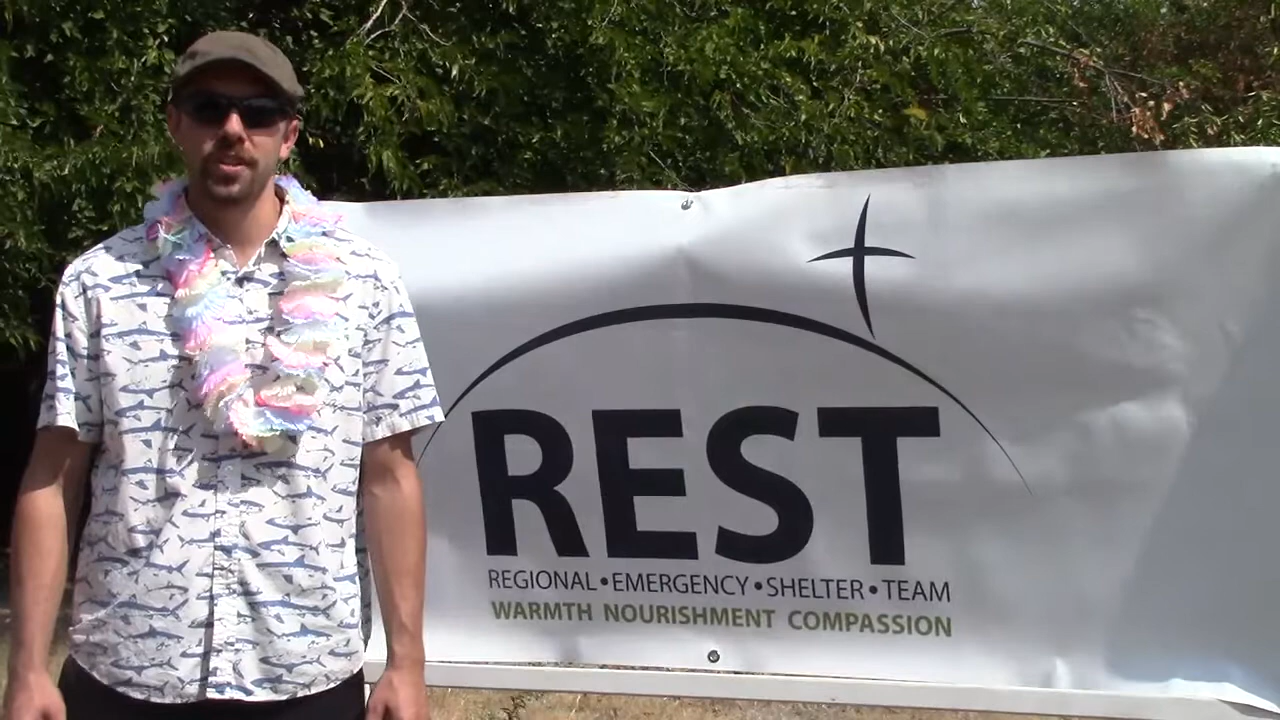 REST
REGIONAL•EMERGENCY•SHELTER•TEAM
WARMTH NOURISHMENT COMPASSION